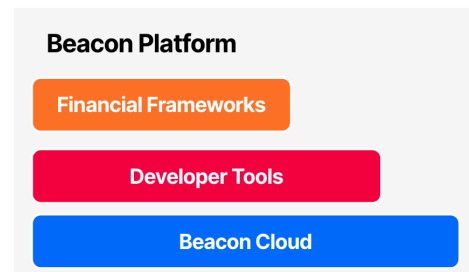 Beacon Platform
Financial Frameworks
Developer Tools
Beacon Cloud